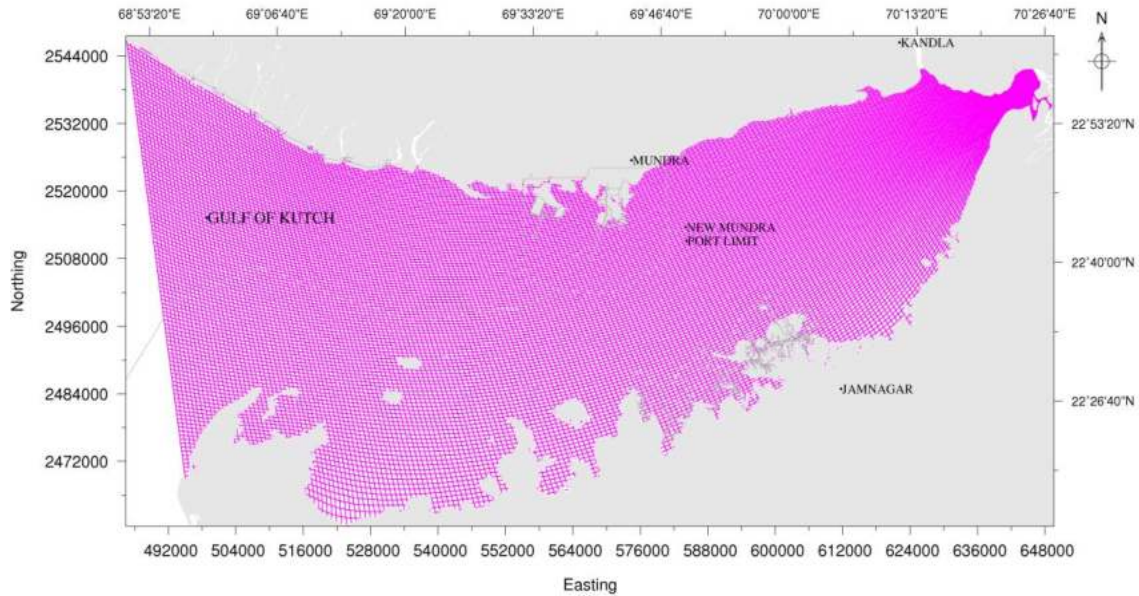 68°53'20"E 69°06'40"E 69°20'00"E 69°33'20"E 69°46'40"E 70°00'00"E 70°13'20"E 70°26'40"E
N
2544000
KANDLA
2532000
22°53'20"N
MUNDRA
2520000
GULF OF KUTCH
NEW MUNDRA
PORT LIMIT
2508000
22°40'00"N
Northing
2496000
2484000
JAMNAGAR
22°26'40"N
2472000
492000 504000 516000 528000 540000 552000 564000 576000 588000 600000 612000 624000 636000 648000
Easting